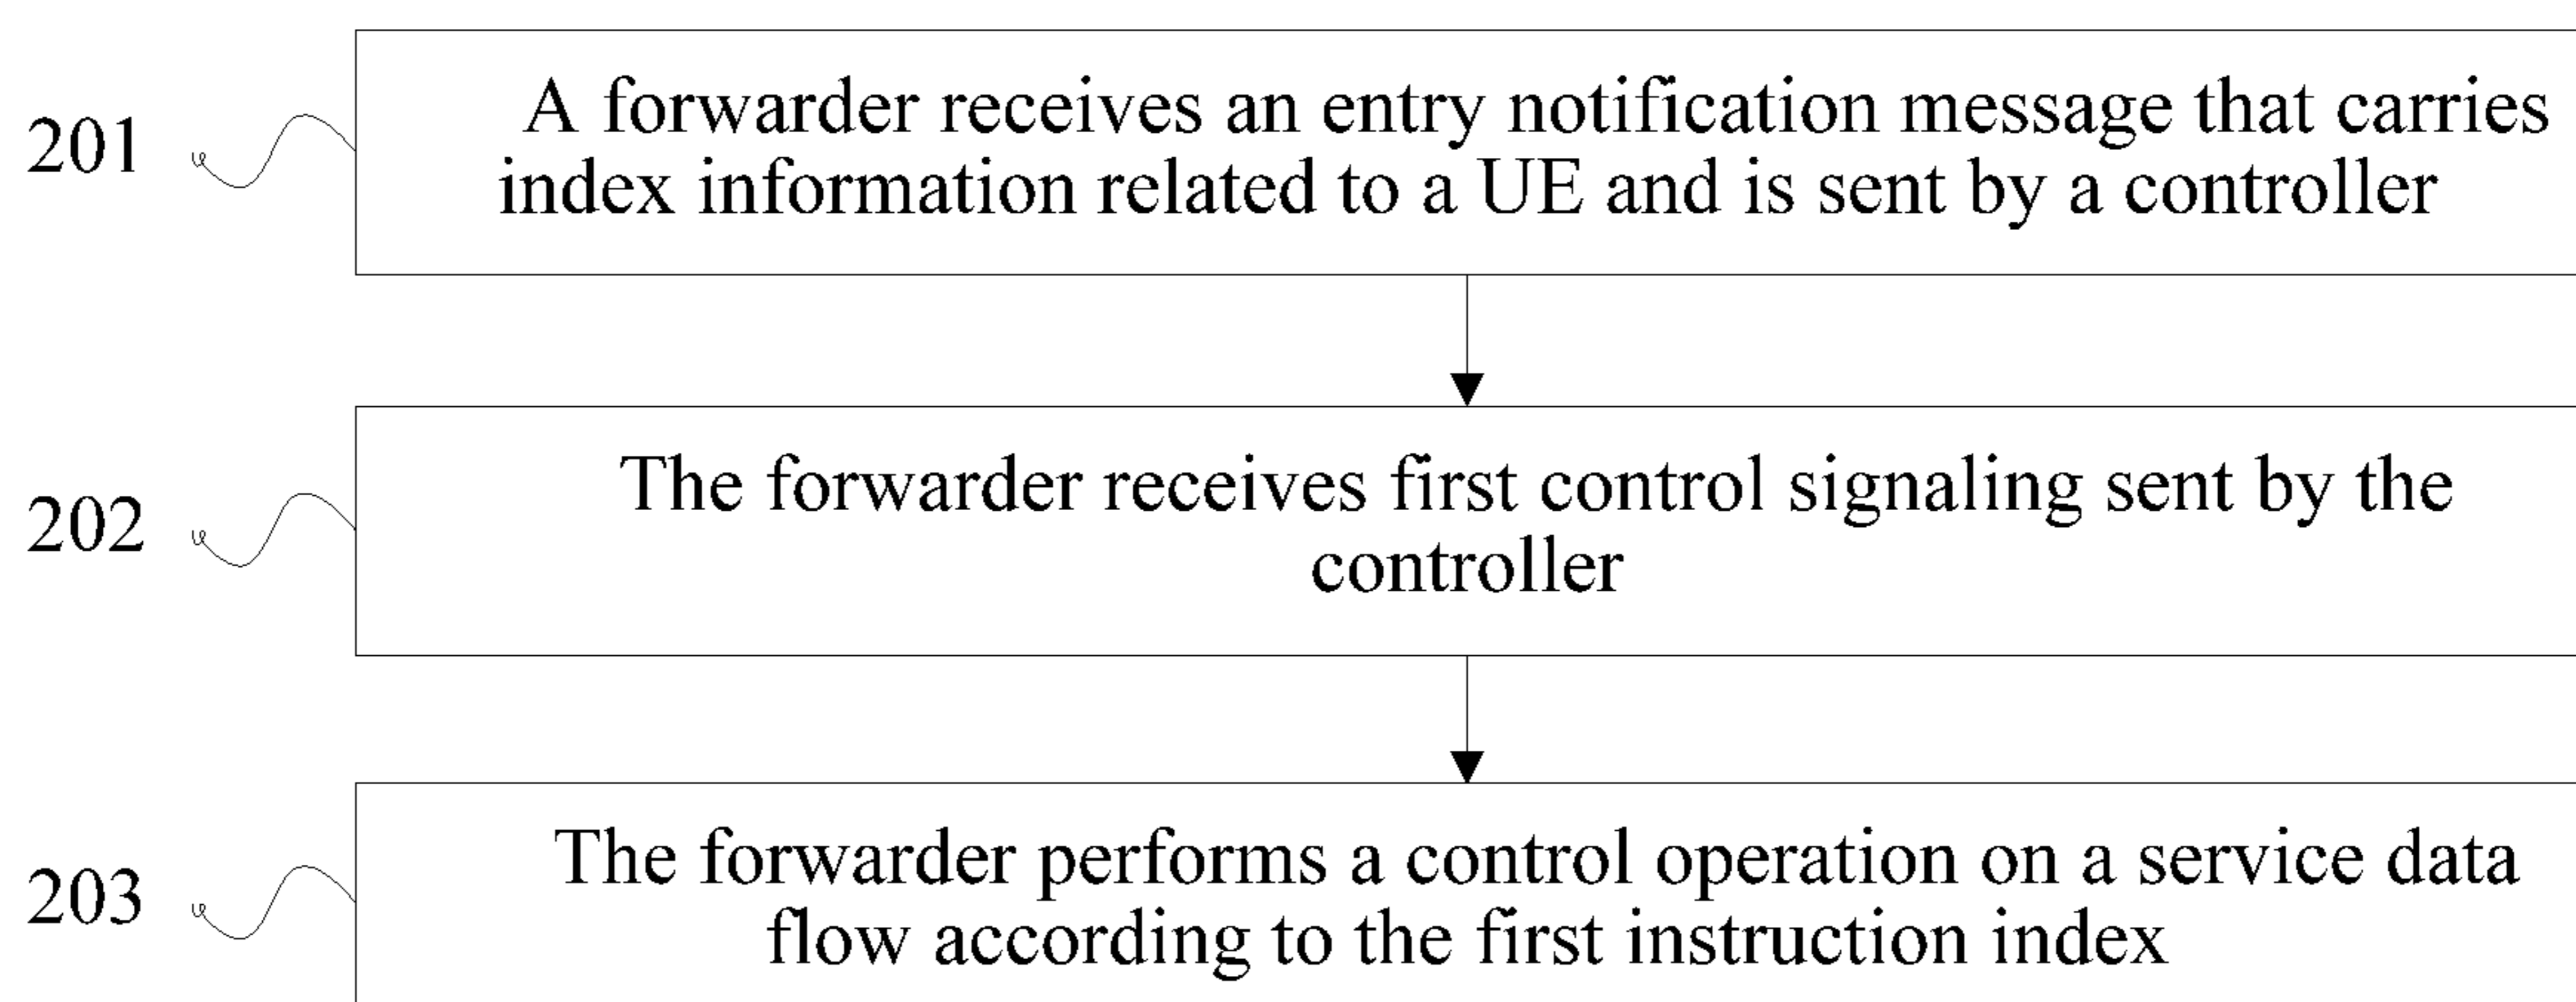 201
A forwarder receives an entry notification message that carries
index information related to a UE and is sent by a controller
202
The forwarder receives first control signaling sent by the
controller
203
The forwarder performs a control operation on a service data
flow according to the first instruction index